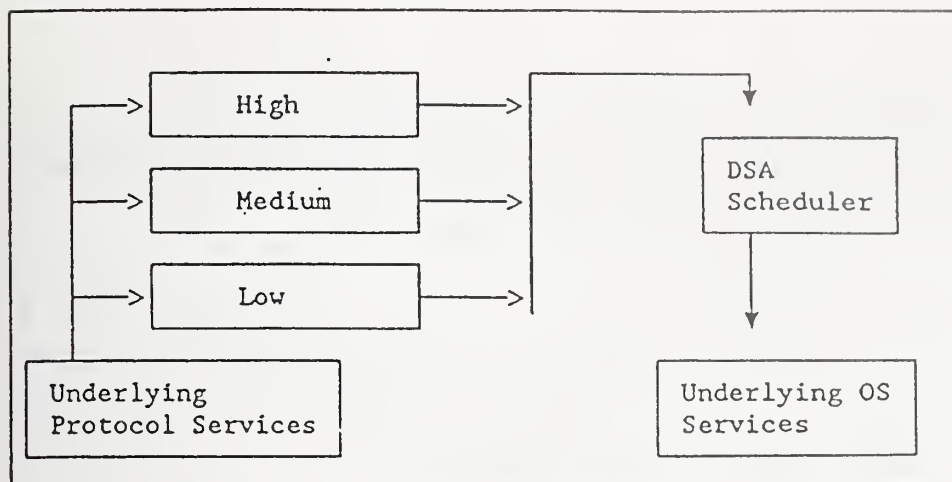 High
Medium
Low
DSA
Scheduler
Underlying
Protocol Services
Underlying OS
Services